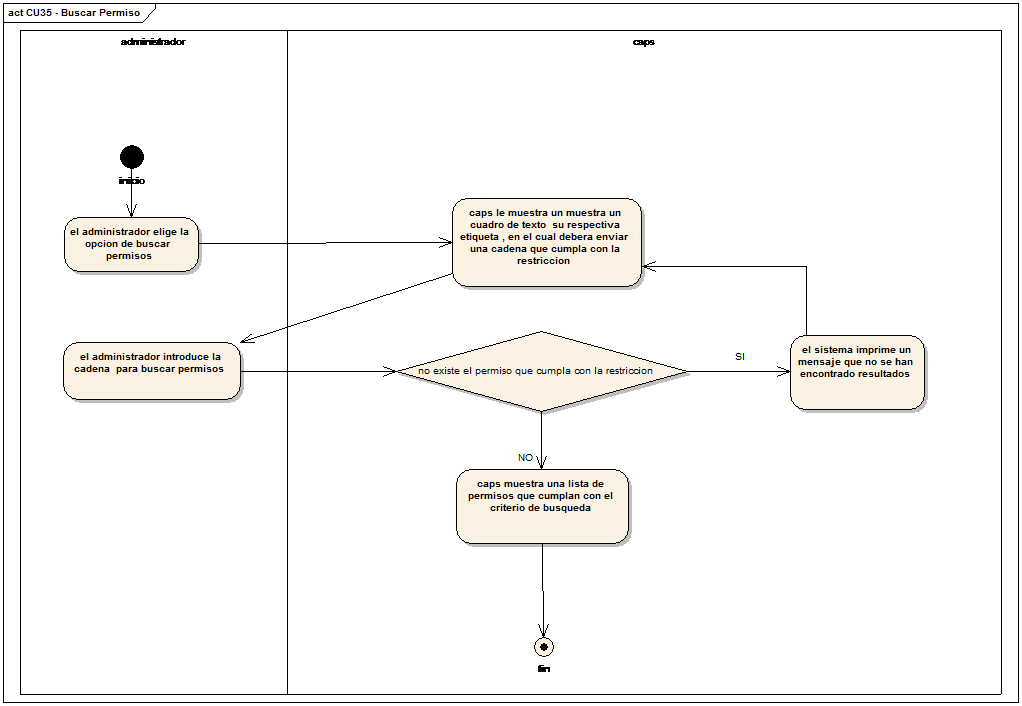 act CU35 - Buscar Permiso
administrador
caps
inicio
el administrador elige la
opcion de buscar
permisos
caps le muestra un muestra un
cuadro de texto su respectiva
etiqueta , en el cual debera enviar
una cadena que cumpla con la
restriccion
el administrador introduce la
cadena para buscar permisos
no existe el permiso que cumpla con la restriccion
SI
el sistema imprime un
mensaje que no se han
encontrado resultados
NO
caps muestra una lista de
permisos que cumplan con el
criterio de busqueda
fin